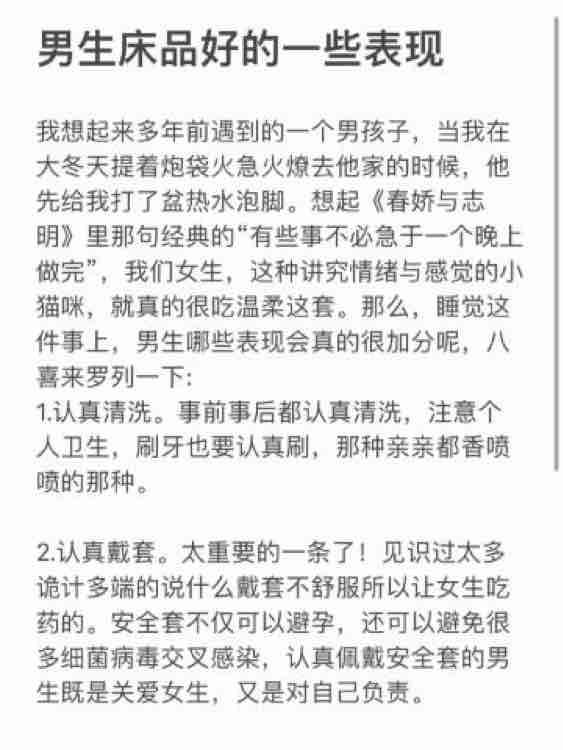 男生床品好的一些表现
我想起来多年前遇到的一个男孩子，当我在
大冬天提着炮袋火急火燎去他家的时候，他
先给我打了盆热水泡脚。想起《春娇与志
明》里那句经典的“有些事不必急于一个晚上
做完”，我们女生，这种讲究情绪与感觉的小
猫咪，就真的很吃温柔这套。那么，睡觉这
件事上，男生哪些表现会真的很加分呢，八
喜来罗列一下:
1.认真清洗。事前事后都认真清洗，注意个
人卫生，刷牙也要认真刷，那种亲亲都香喷
喷的那种。
2.认真戴套。太重要的一条了！见识过太多
诡计多端的说什么戴套不舒服所以让女生吃
药的。安全套不仅可以避孕，还可以避免很
多细菌病毒交叉感染，认真佩戴安全套的男
生既是关爱女生，又是对自己负责。